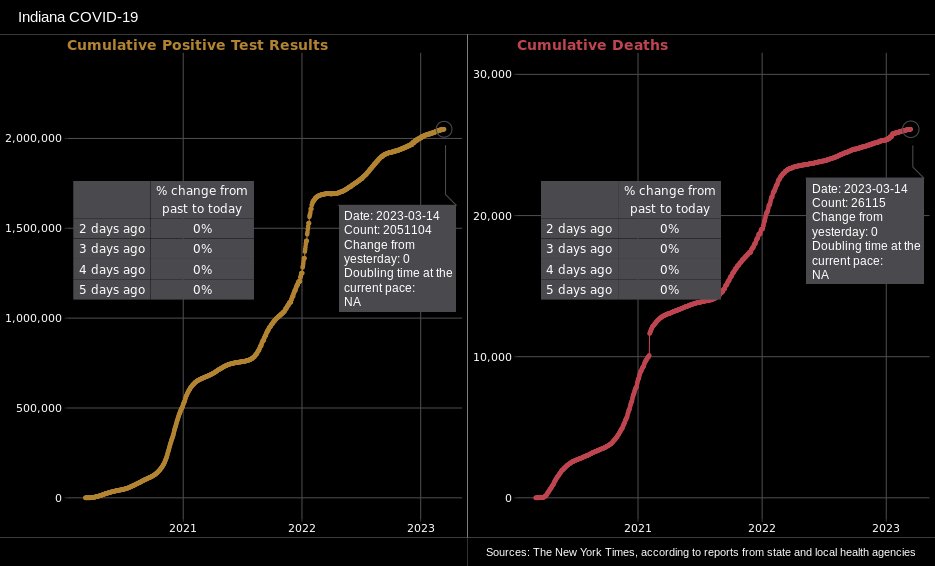 Indiana COVID-19
Cumulative Positive Test Results
2,000,000
1,500,000
1,000,000
500,000
0
2021
2022
2023
% change from
past to today
2 days ago 0%
3 days ago 0%
4 days ago 0%
5 days ago 0%
Date: 2023-03-14
Count: 2051104
Change from
yesterday: 0
Doubling time at the
current pace:
NA
Cumulative Deaths
30,000
20,000
10,000
0
2021
2022
2023
% change from
past to today
2 days ago 0%
3 days ago 0%
4 days ago 0%
5 days ago 0%
Date: 2023-03-14
Count: 26115
Change from
yesterday: 0
Doubling time at the
current pace:
NA
Sources: The New York Times, according to reports from state and local health agencies